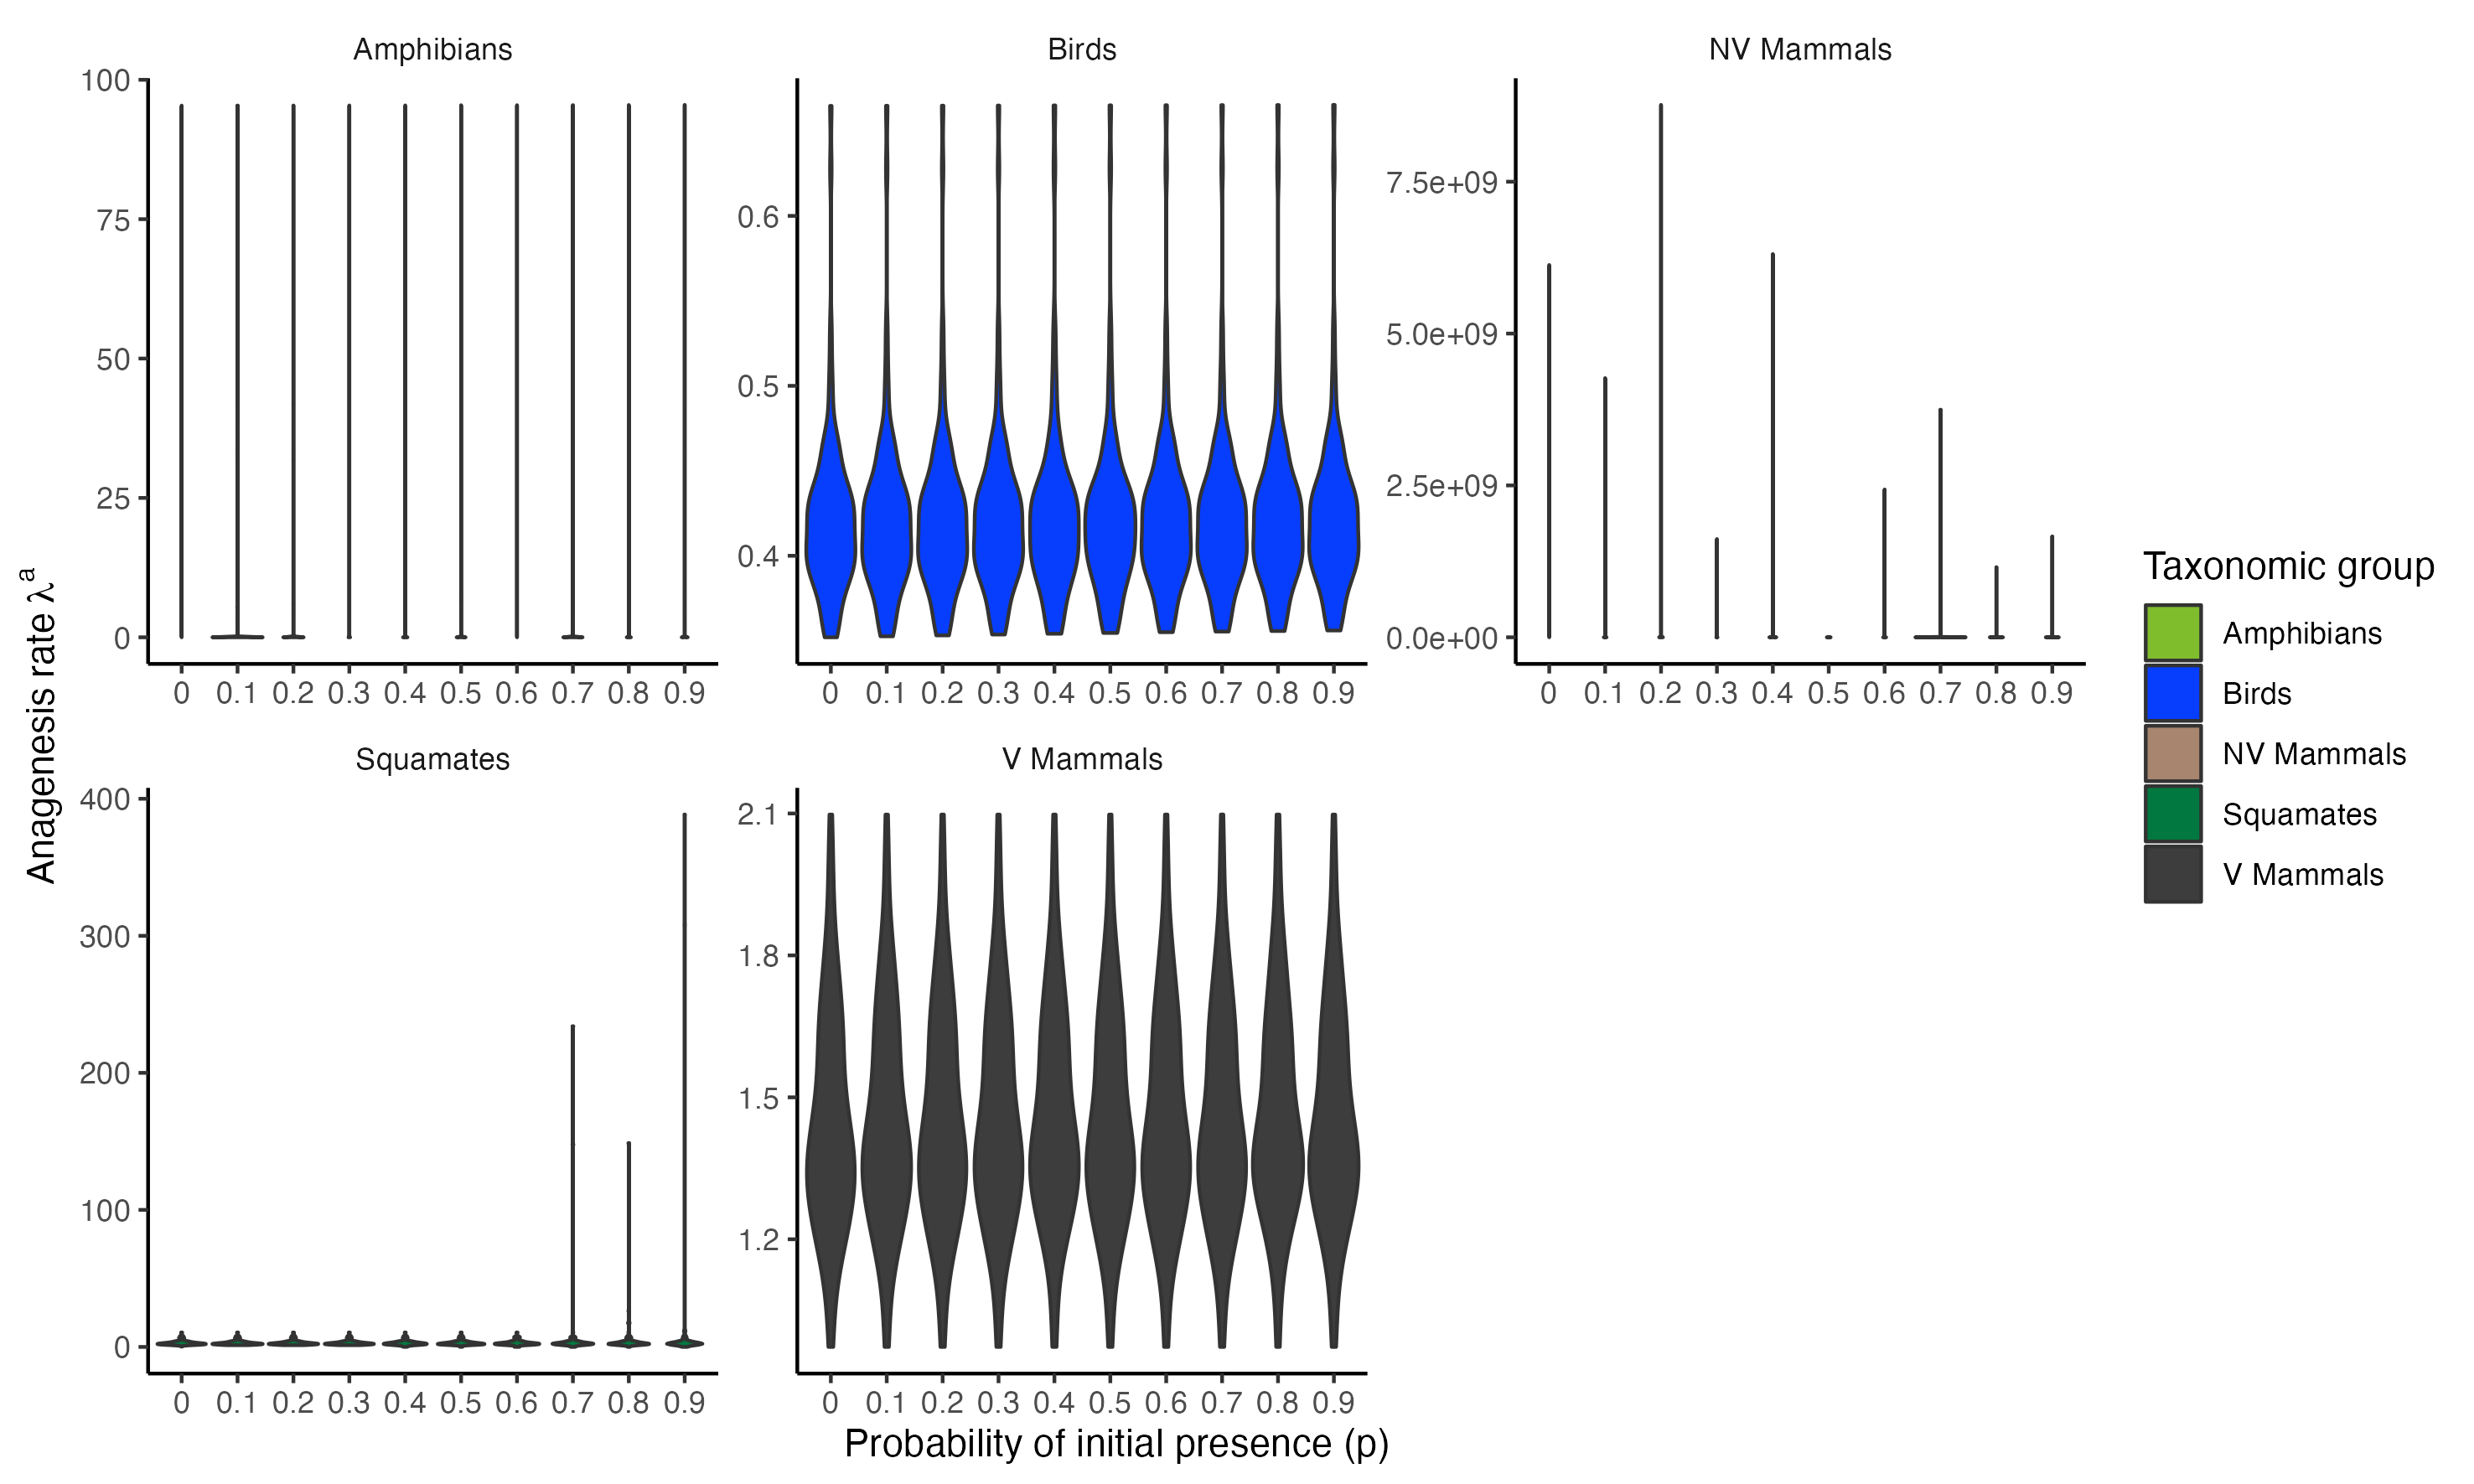 Amphibians
Birds
NV Mammals
100
75
50
25
0
0.6
0.5
0.4
7.5e+09
5.0e+09
2.5e+09
0.0e+00
0 0.1 0.2 0.3 0.4 0.5 0.6 0.7 0.8 0.9
0 0.1 0.2 0.3 0.4 0.5 0.6 0.7 0.8 0.9
0 0.1 0.2 0.3 0.4 0.5 0.6 0.7 0.8 0.9
Anagenesis rate λᵃ
Squamates
V Mammals
400
300
200
100
0
2.1
1.8
1.5
1.2
0 0.1 0.2 0.3 0.4 0.5 0.6 0.7 0.8 0.9
0 0.1 0.2 0.3 0.4 0.5 0.6 0.7 0.8 0.9
Probability of initial presence (p)
Taxonomic group
Amphibians
Birds
NV Mammals
Squamates
V Mammals